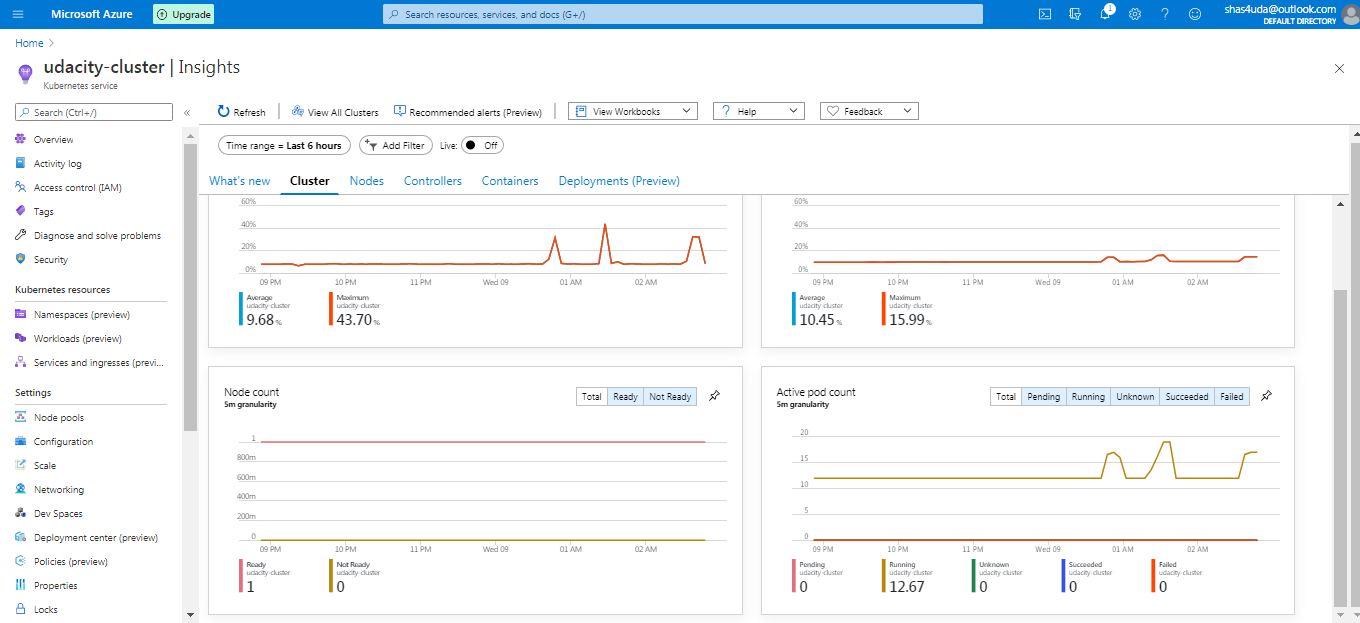 Microsoft Azure
Upgrade
Search resources, services, and docs (G+/)
1
shas4uda@outlook.com
DEFAULT DIRECTORY
Home
udacity-cluster | Insights
Kubernetes service
Search (Ctrl+/)
Overview
Activity log
Access control (IAM)
Tags
Diagnose and solve problems
Security
Kubernetes resources
Namespaces (preview)
Workloads (preview)
Services and ingresses (previ...
Settings
Node pools
Configuration
Scale
Networking
Dev Spaces
Deployment center (preview)
Policies (preview)
Properties
Locks
Refresh
View All Clusters
Recommended alerts (Preview)
View Workbooks
Help
Feedback
Time range = Last 6 hours
Add Filter
Live: Off
What's new Cluster Nodes Controllers Containers Deployments (Preview)
60%
40%
20%
0%
09 PM 10 PM 11 PM Wed 09 01 AM 02 AM
Average
udacity-cluster
9.68 %
Maximum
udacity-cluster
43.70 %
60%
40%
20%
0%
09 PM 10 PM 11 PM Wed 09 01 AM 02 AM
Average
udacity-cluster
10.45 %
Maximum
udacity-cluster
15.99 %
Node count
5m granularity
Total Ready Not Ready
1
800m
600m
400m
200m
0
09 PM 10 PM 11 PM Wed 09 01 AM 02 AM
Ready
udacity-cluster
1
Not Ready
udacity-cluster
0
Active pod count
5m granularity
Total Pending Running Unknown Succeeded Failed
20
15
10
5
0
09 PM 10 PM 11 PM Wed 09 01 AM 02 AM
Pending
udacity-cluster
0
Running
udacity-cluster
12.67
Unknown
udacity-cluster
0
Succeeded
udacity-cluster
0
Failed
udacity-cluster
0